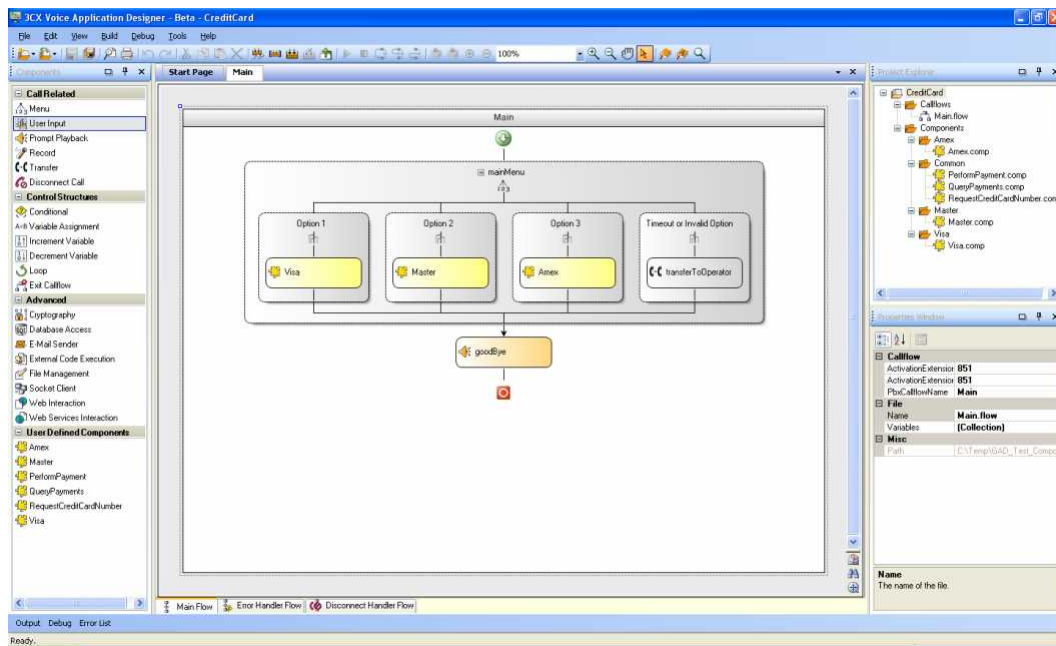 3CX Voice Application Designer - Beta - CreditCard
File Edit View Build Debug Tools Help
100%
Components
Call Related
Menu
User Input
Prompt Playback
Record
Transfer
Disconnect Call
Control Structures
Conditional
A=B Variable Assignment
Increment Variable
Decrement Variable
Loop
Exit Callflow
Advanced
Cryptography
Database Access
E-Mail Sender
External Code Execution
File Management
Socket Client
Web Interaction
Web Services Interaction
User Defined Components
Amex
Master
PerformPayment
QueryPayments
RequestCreditCardNumber
Visa
Start Page Main
Main
mainMenu
Option 1 Option 2 Option 3 Timeout or Invalid Option
Visa Master Amex transferToOperator
goodBye
Main Flow Error Handler Flow Disconnect Handler Flow
Project Explorer
CreditCard
Callflows
Main.flow
Components
Amex
Amex.comp
Common
PerformPayment.comp
QueryPayments.comp
RequestCreditCardNumber.com
Master
Master.comp
Visa
Visa.comp
Properties Window
Callflow
ActivationExtension 851
ActivationExtension 851
PbxCallflowName Main
File
Name Main.flow
Variables (Collection)
Misc
Path C:\Temp\GAD_Test_Compo
Name
The name of the file.
Output Debug Error List
Ready.